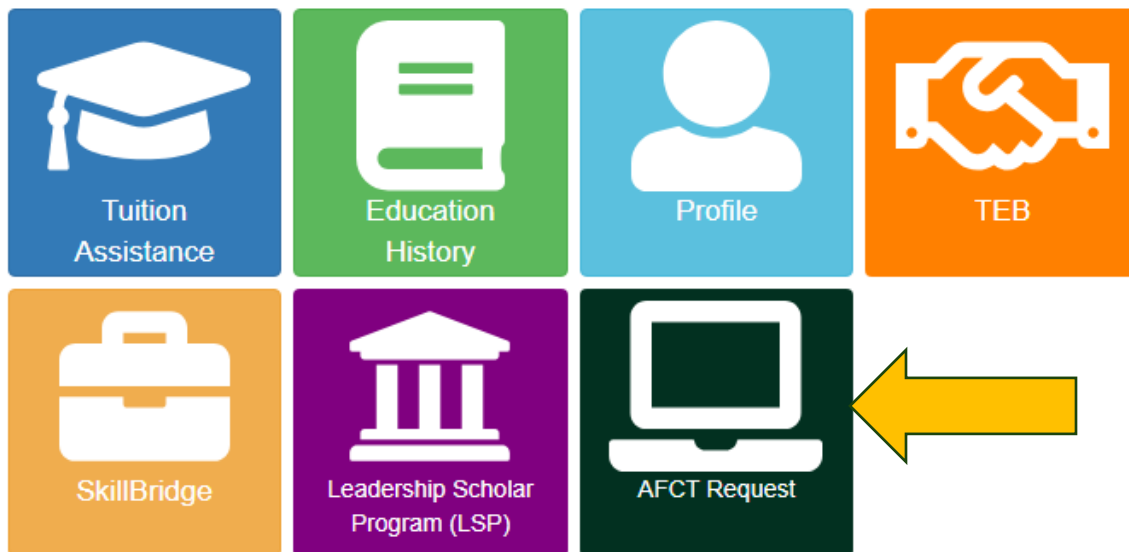 Tuition
Assistance
Education
History
Profile
TEB
SkillBridge
Leadership Scholar
Program (LSP)
AFCT Request